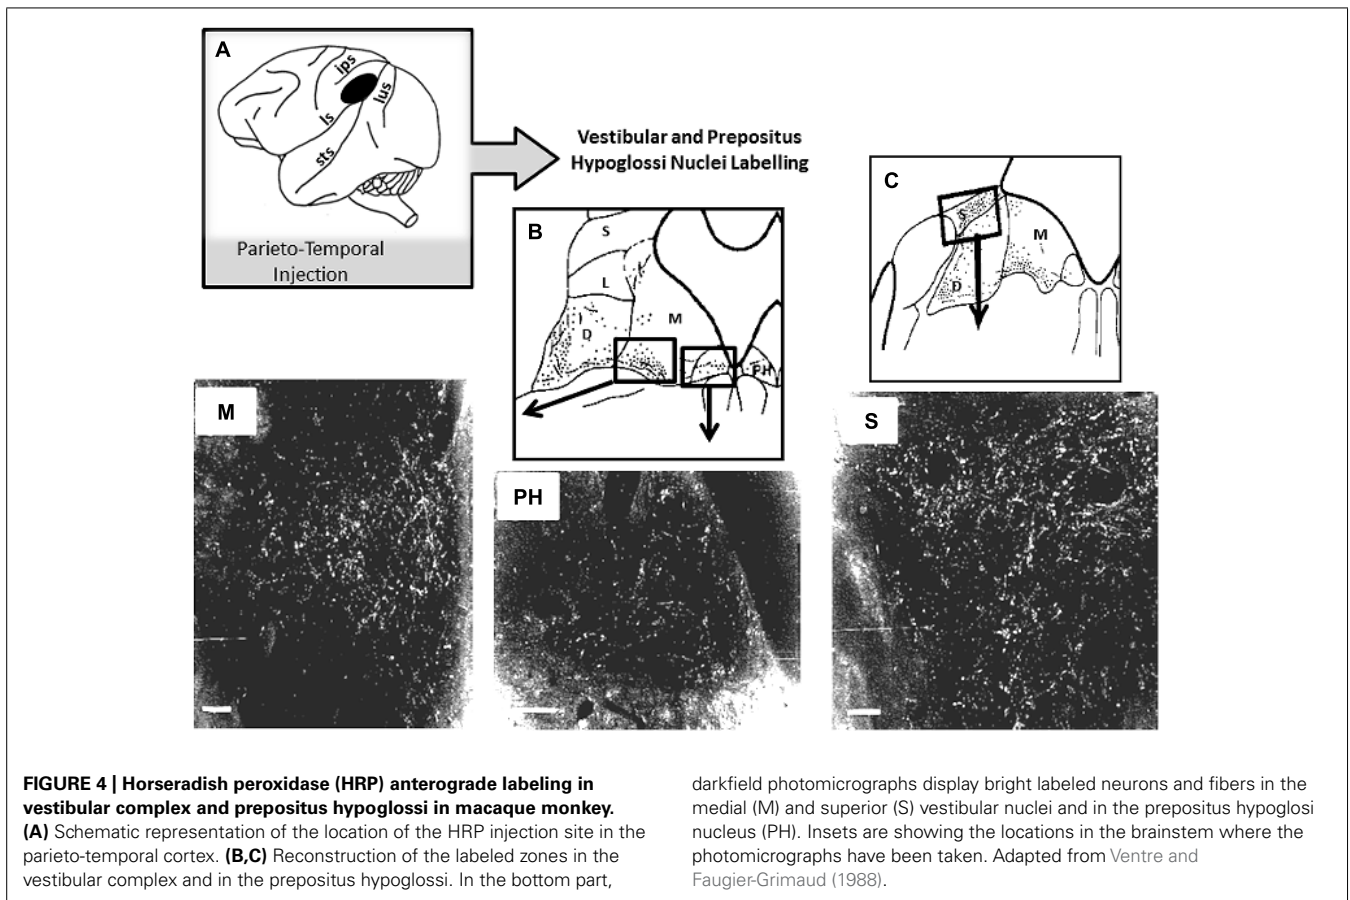 A
ips
lus
ls
sts
Parieto-Temporal
Injection
Vestibular and Prepositus
Hypoglossi Nuclei Labelling
B
S
L
D
M
PH
C
S
M
D
M
PH
S
FIGURE 4 | Horseradish peroxidase (HRP) anterograde labeling in
vestibular complex and prepositus hypoglossi in macaque monkey.
(A) Schematic representation of the location of the HRP injection site in the
parieto-temporal cortex. (B,C) Reconstruction of the labeled zones in the
vestibular complex and in the prepositus hypoglossi. In the bottom part,
darkfield photomicrographs display bright labeled neurons and fibers in the
medial (M) and superior (S) vestibular nuclei and in the prepositus hypoglosi
nucleus (PH). Insets are showing the locations in the brainstem where the
photomicrographs have been taken. Adapted from Ventre and
Faugier-Grimaud (1988).